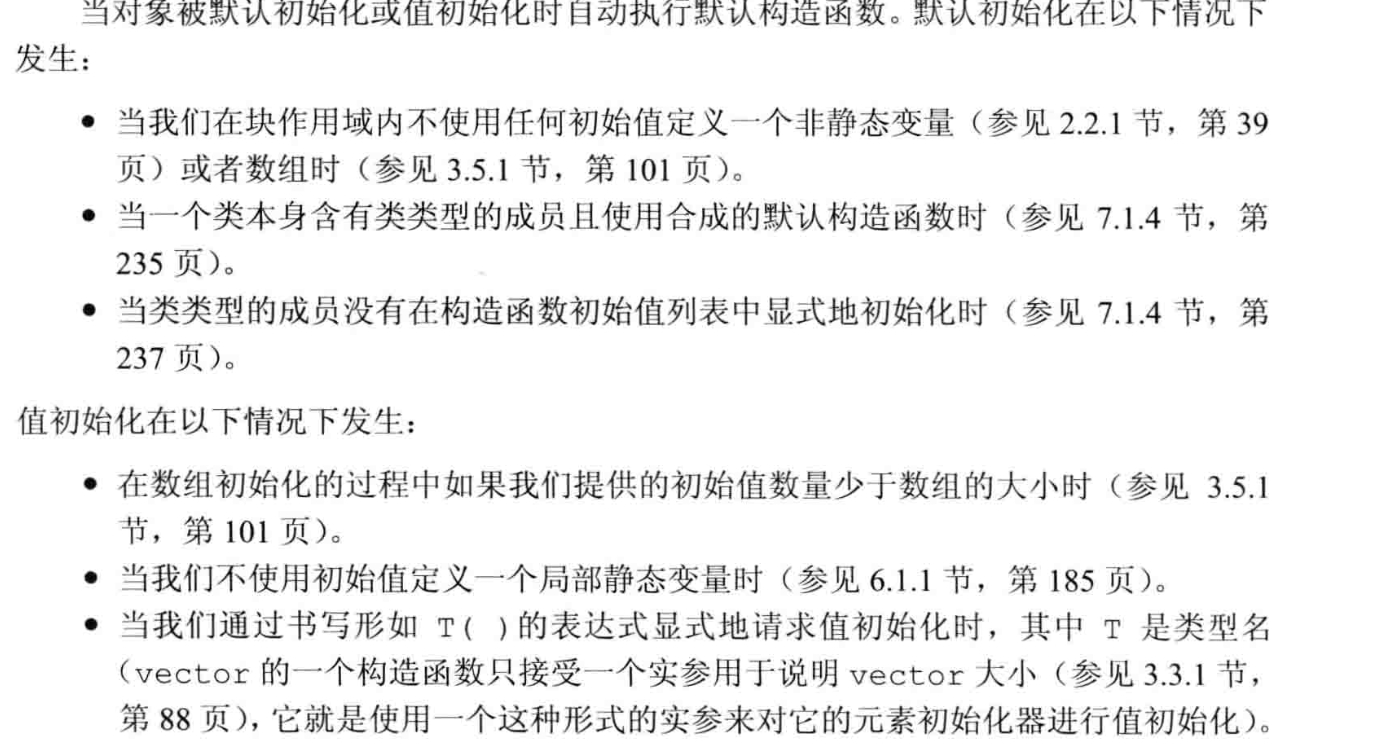 当对象被默认初始化或值初始化时自动执行默认构造函数。默认初始化在以下情况下
发生：
• 当我们在块作用域内不使用任何初始值定义一个非静态变量（参见 2.2.1 节，第 39
页）或者数组时（参见 3.5.1 节，第 101 页）。
• 当一个类本身含有类类型的成员且使用合成的默认构造函数时（参见 7.1.4 节，第
235 页）。
• 当类类型的成员没有在构造函数初始值列表中显式地初始化时（参见 7.1.4 节，第
237 页）。
值初始化在以下情况下发生：
• 在数组初始化的过程中如果我们提供的初始值数量少于数组的大小时（参见 3.5.1
节，第 101 页）。
• 当我们不使用初始值定义一个局部静态变量时（参见 6.1.1 节，第 185 页）。
• 当我们通过书写形如 T( )的表达式显式地请求值初始化时，其中 T 是类型名
（vector 的一个构造函数只接受一个实参用于说明 vector 大小（参见 3.3.1 节，
第 88 页），它就是使用一个这种形式的实参来对它的元素初始化器进行值初始化）。